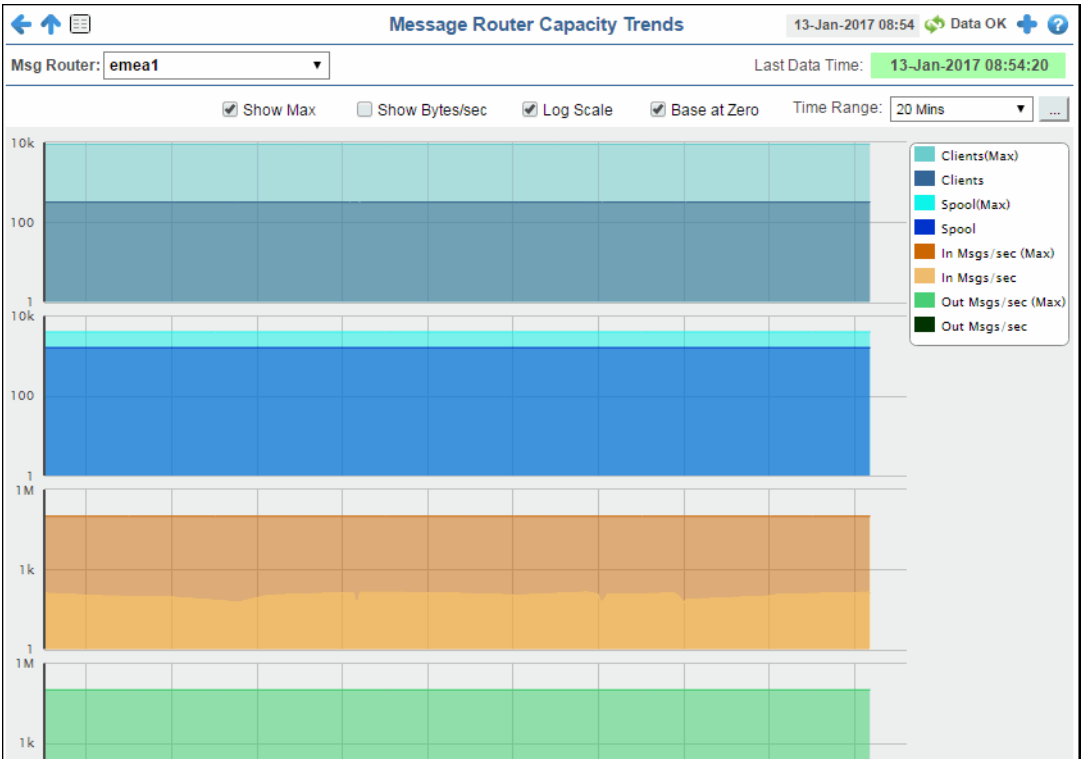 Message Router Capacity Trends 13-Jan-2017 08:54 Data OK
Msg Router: emea1 Last Data Time: 13-Jan-2017 08:54:20
Show Max Show Bytes/sec Log Scale Base at Zero Time Range: 20 Mins ...
10k
100
1
10k
100
1
1M
1k
1
1M
1k
Clients(Max)
Clients
Spool(Max)
Spool
In Msgs/sec (Max)
In Msgs/sec
Out Msgs/sec (Max)
Out Msgs/sec